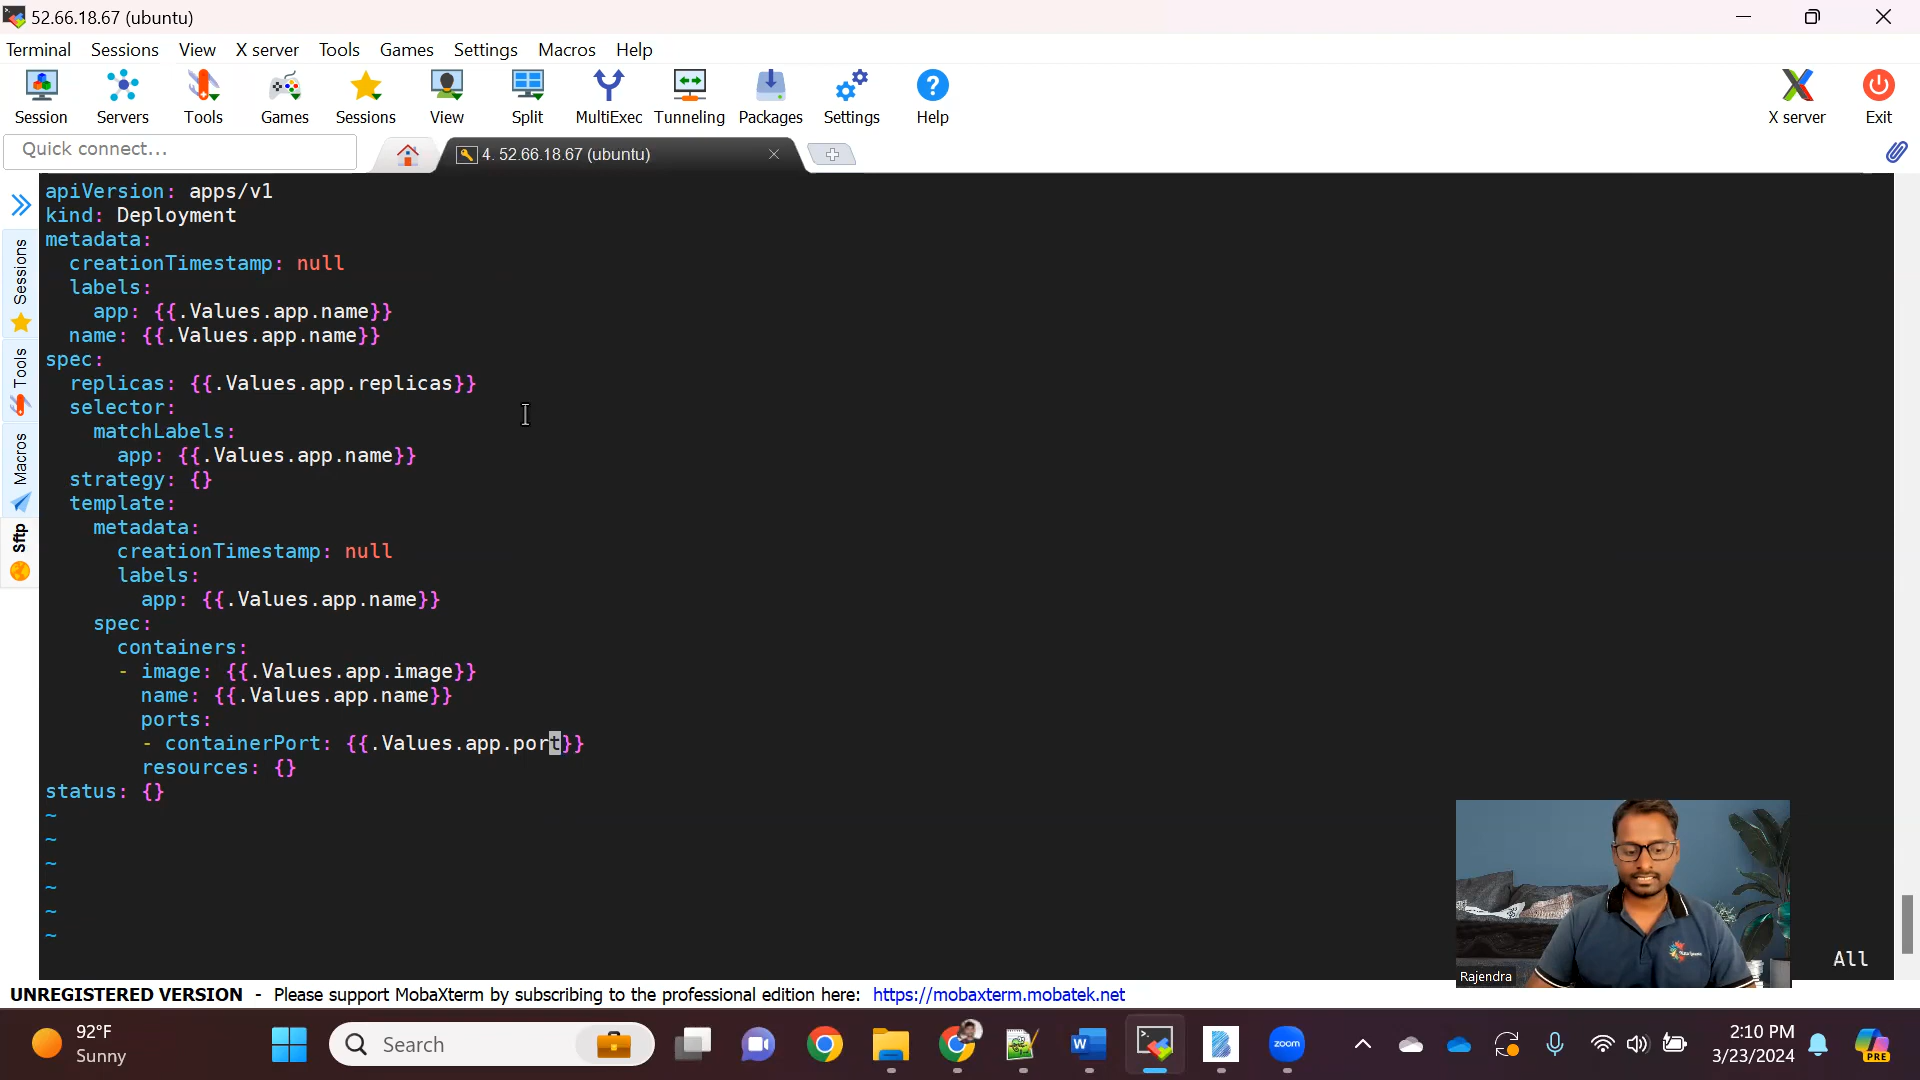 52.66.18.67 (ubuntu)
Terminal Sessions View X server Tools Games Settings Macros Help
Session Servers Tools Games Sessions View Split MultiExec Tunneling Packages Settings Help X server Exit
Quick connect...
4. 52.66.18.67 (ubuntu)
Sessions
Tools
Macros
Sftp
apiVersion: apps/v1
kind: Deployment
metadata:
  creationTimestamp: null
  labels:
    app: {{.Values.app.name}}
  name: {{.Values.app.name}}
spec:
  replicas: {{.Values.app.replicas}}
  selector:
    matchLabels:
      app: {{.Values.app.name}}
  strategy: {}
  template:
    metadata:
      creationTimestamp: null
      labels:
        app: {{.Values.app.name}}
    spec:
      containers:
      - image: {{.Values.app.image}}
        name: {{.Values.app.name}}
        ports:
        - containerPort: {{.Values.app.port}}
        resources: {}
status: {}
~
~
~
~
~
~
All
Rajendra
UNREGISTERED VERSION - Please support MobaXterm by subscribing to the professional edition here: https://mobaxterm.mobatek.net
92°F
Sunny
Search
zoom
2:10 PM
3/23/2024
PRE